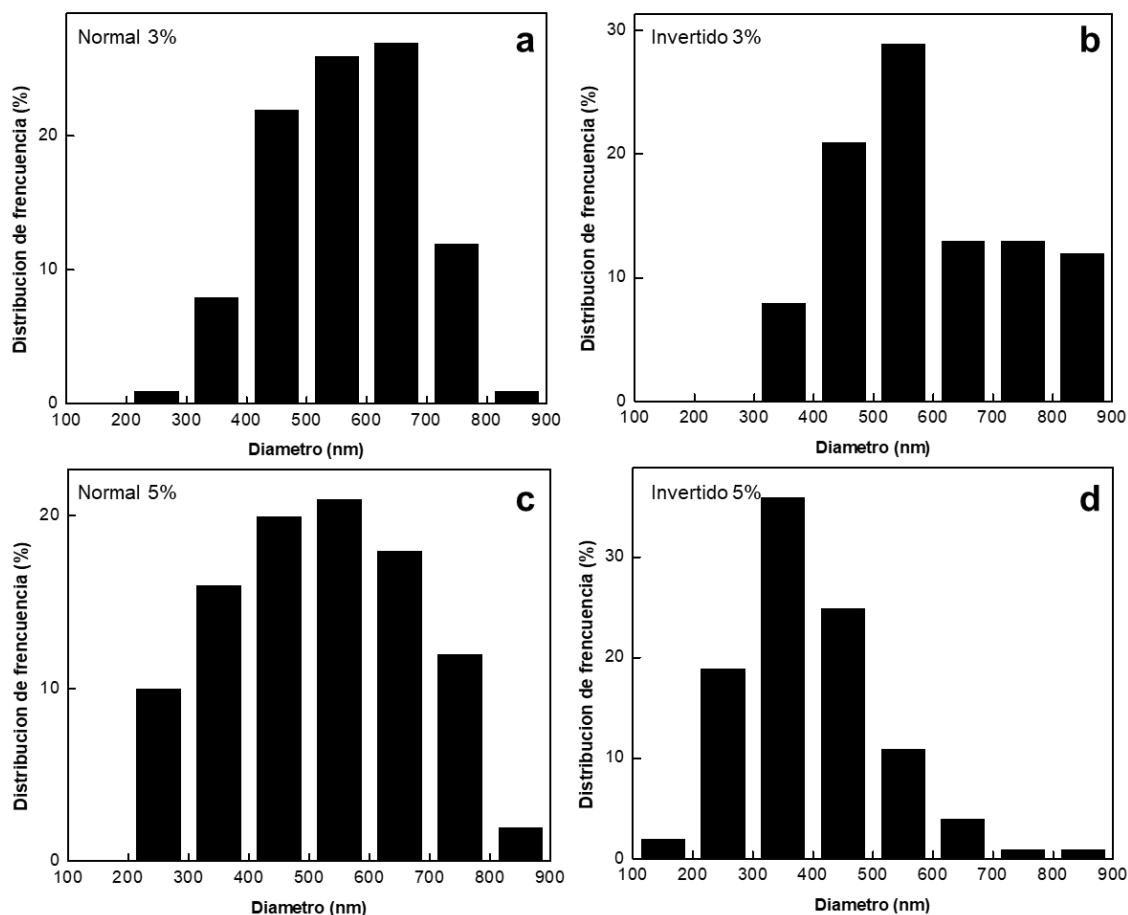 Normal 3%
a
Distribucion de frencuencia (%)
20
10
0
100 200 300 400 500 600 700 800 900
Diametro (nm)
Invertido 3%
b
Distribucion de frencuencia (%)
30
20
10
0
100 200 300 400 500 600 700 800 900
Diametro (nm)
Normal 5%
c
Distribucion de frencuencia (%)
20
10
0
100 200 300 400 500 600 700 800 900
Diametro (nm)
Invertido 5%
d
Distribucion de frencuencia (%)
30
20
10
0
100 200 300 400 500 600 700 800 900
Diametro (nm)